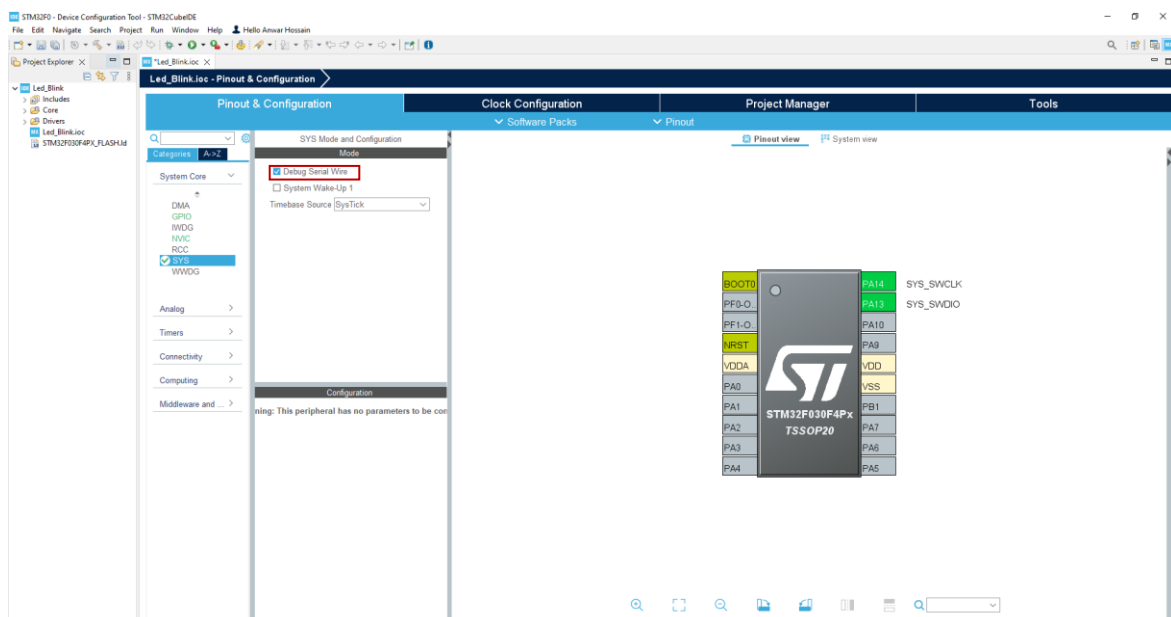 STM32F0 - Device Configuration Tool - STM32CubeIDE
File Edit Navigate Search Project Run Window Help Hello Anwar Hossain
Project Explorer
*Led_Blink.ioc
Led_Blink
Includes
Core
Drivers
Led_Blink.ioc
STM32F030F4PX_FLASH.ld
Led_Blink.ioc - Pinout & Configuration
Pinout & Configuration
Clock Configuration
Project Manager
Tools
Software Packs
Pinout
Categories
A->Z
System Core
DMA
GPIO
IWDG
NVIC
RCC
SYS
WWDG
Analog
Timers
Connectivity
Computing
Middleware and ...
SYS Mode and Configuration
Mode
Debug Serial Wire
System Wake-Up 1
Timebase Source SysTick
Configuration
ning: This peripheral has no parameters to be con
Pinout view
System view
BOOT0
PF0-O..
PF1-O..
NRST
VDDA
PA0
PA1
PA2
PA3
PA4
ST
STM32F030F4Px
TSSOP20
PA14 SYS_SWCLK
PA13 SYS_SWDIO
PA10
PA9
VDD
VSS
PB1
PA7
PA6
PA5